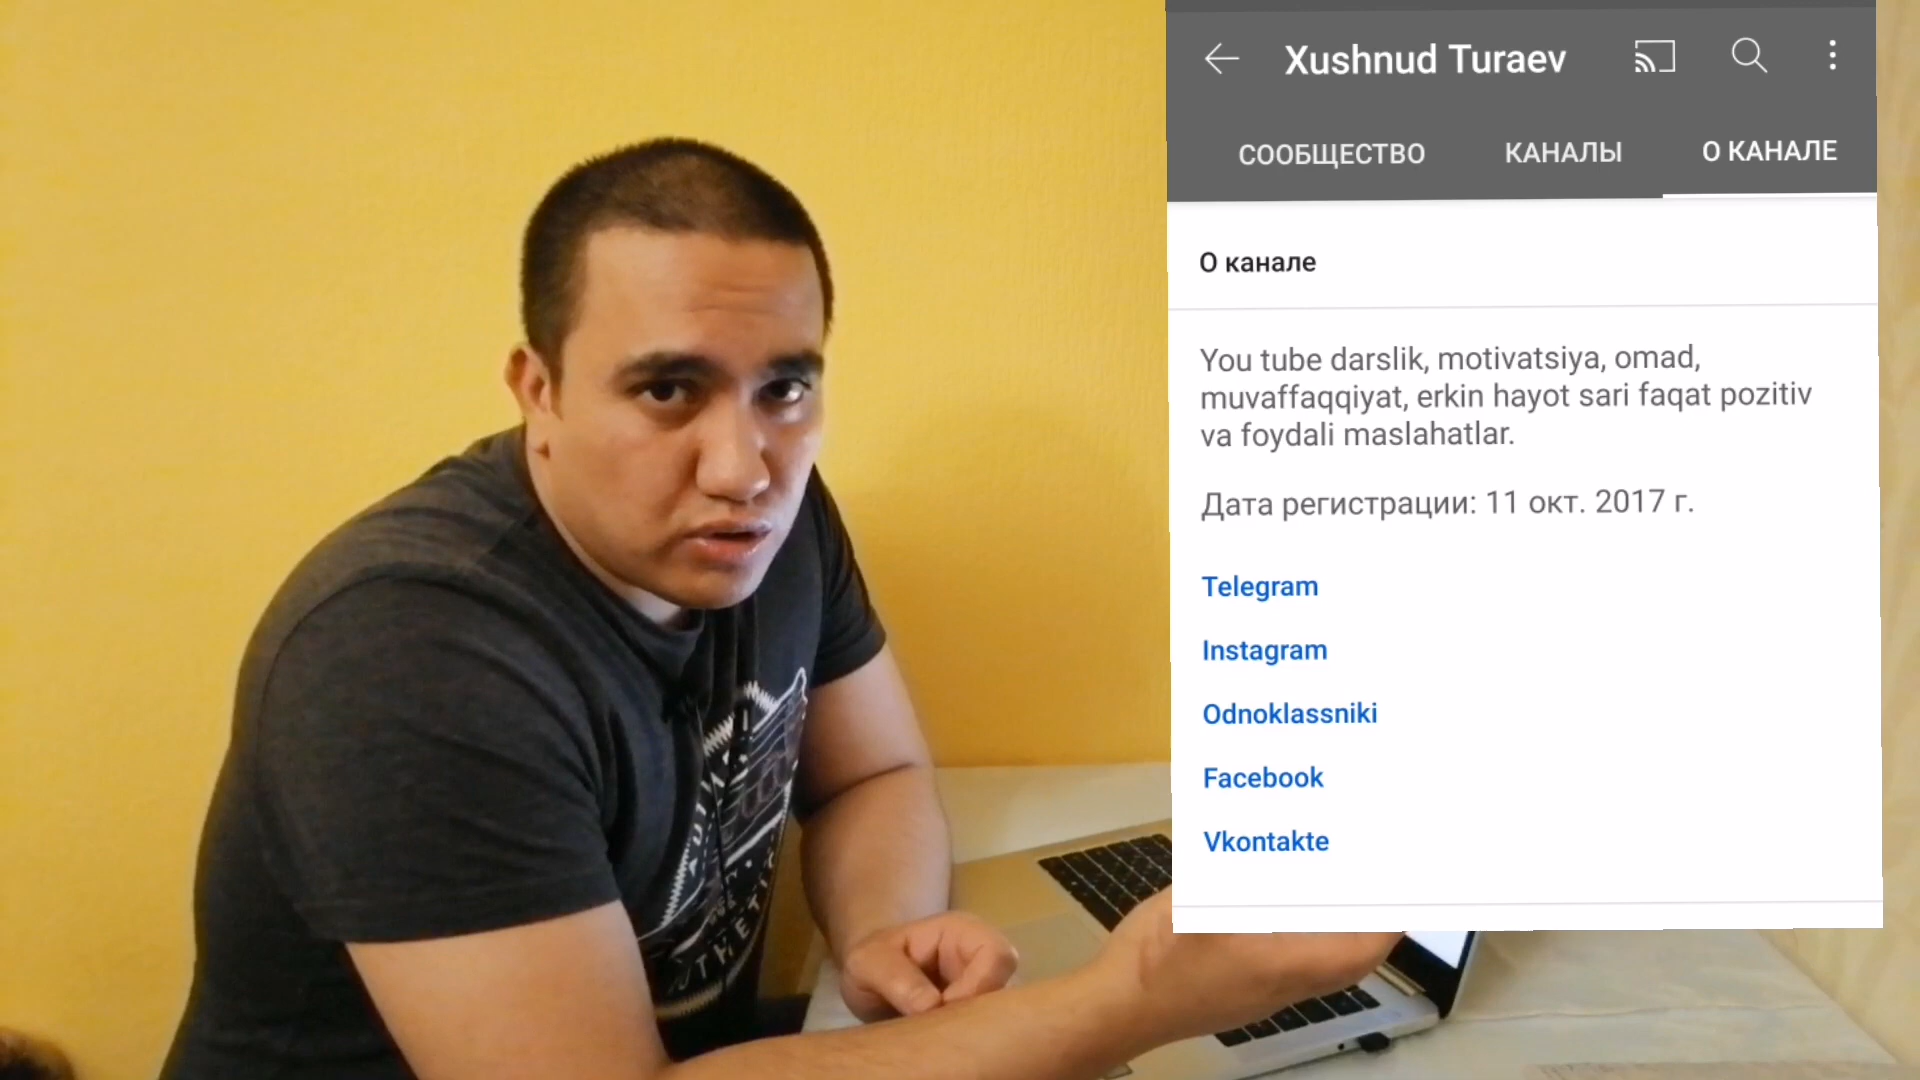 Xushnud Turaev
СООБЩЕСТВО КАНАЛЫ О КАНАЛЕ
О канале
You tube darslik, motivatsiya, omad,
muvaffaqqiyat, erkin hayot sari faqat pozitiv
va foydali maslahatlar.
Дата регистрации: 11 окт. 2017 г.
Telegram
Instagram
Odnoklassniki
Facebook
Vkontakte